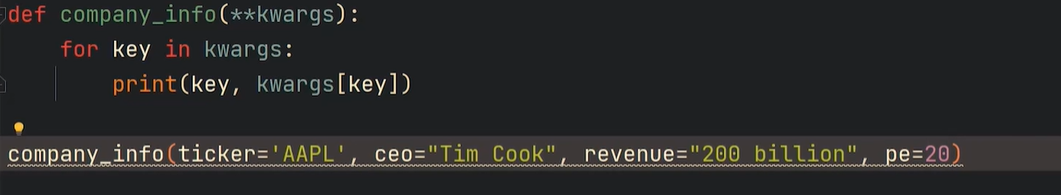 def company_info(**kwargs):
    for key in kwargs:
        print(key, kwargs[key])
company_info(ticker='AAPL', ceo="Tim Cook", revenue="200 billion", pe=20)